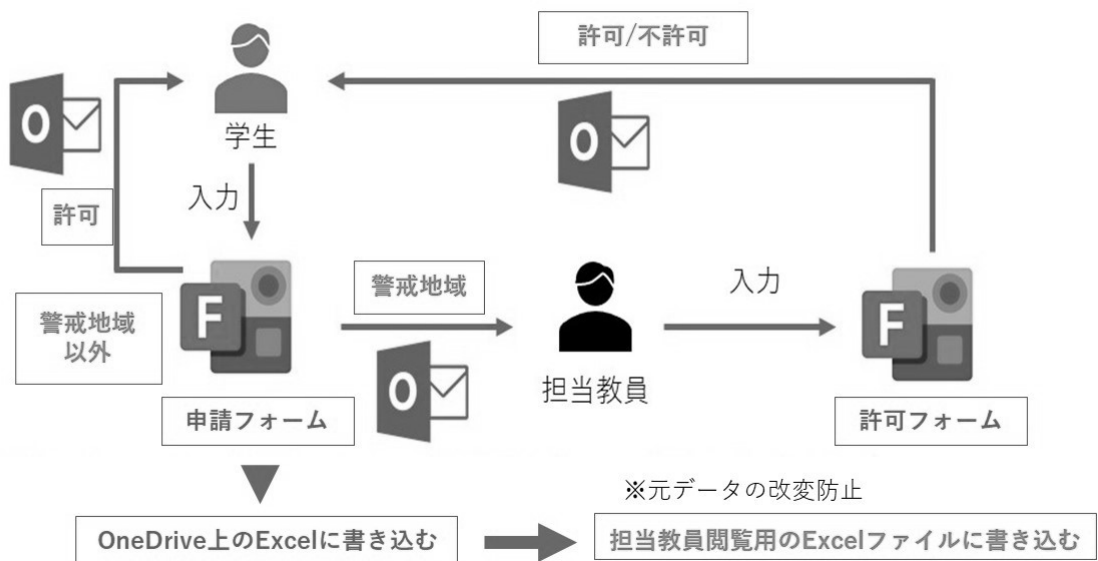 許可/不許可
O
O
学生
入力
許可
警戒地域
入力
F
F
警戒地域
以外
O
担当教員
申請フォーム
許可フォーム
※元データの改変防止
OneDrive上のExcelに書き込む
担当教員閲覧用のExcelファイルに書き込む